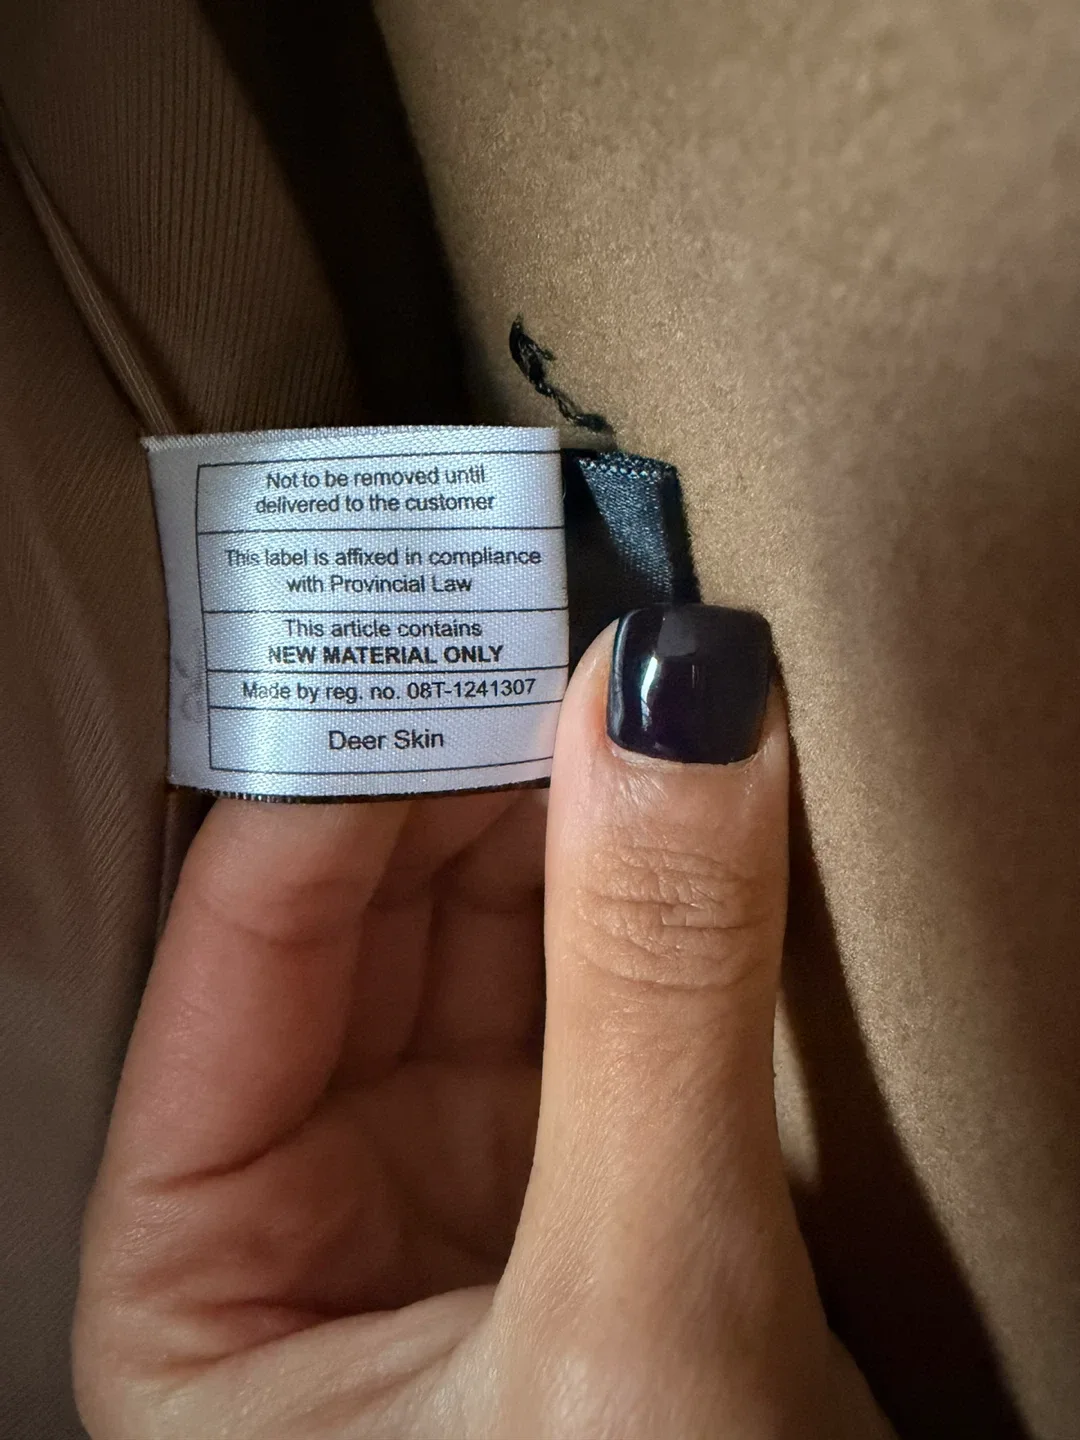 Not to be removed until
delivered to the customer
This label is affixed in compliance
with Provincial Law
This article contains
NEW MATERIAL ONLY
Made by reg. no. 08T-1241307
Deer Skin